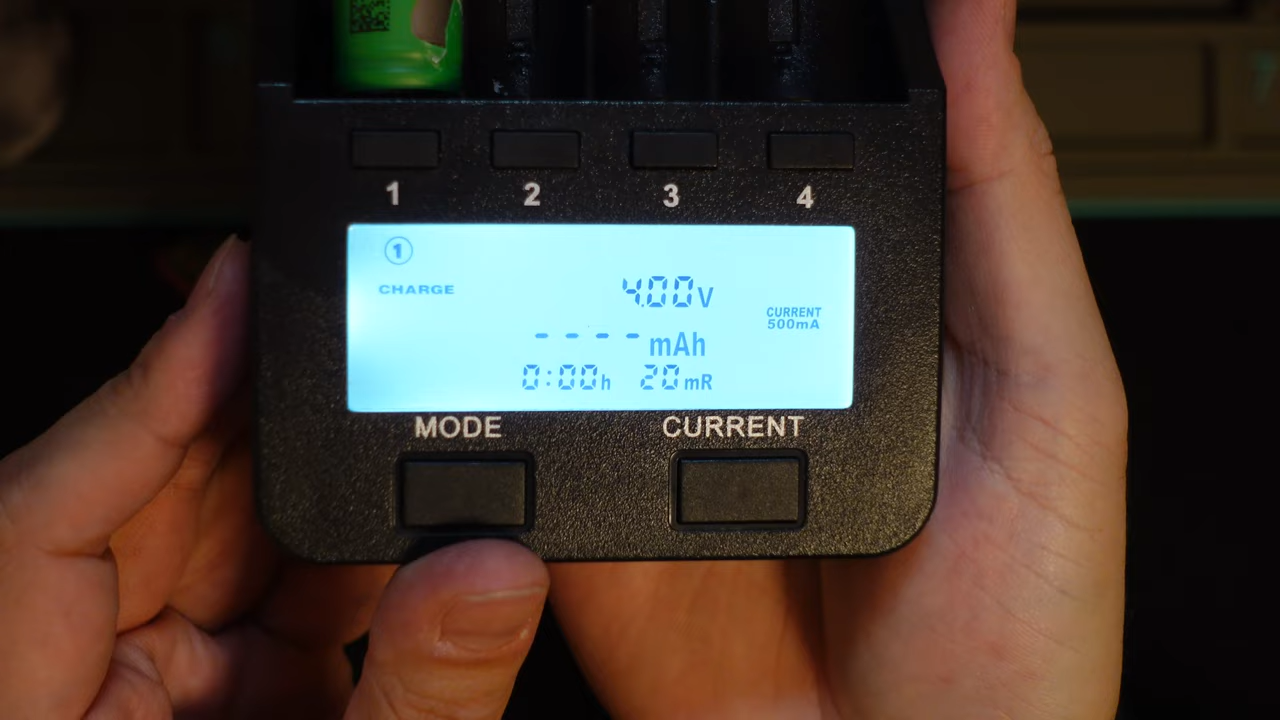 1 2 3 4
1
CHARGE
4.00V
CURRENT
500mA
- - - - mAh
0:00h 20mR
MODE CURRENT